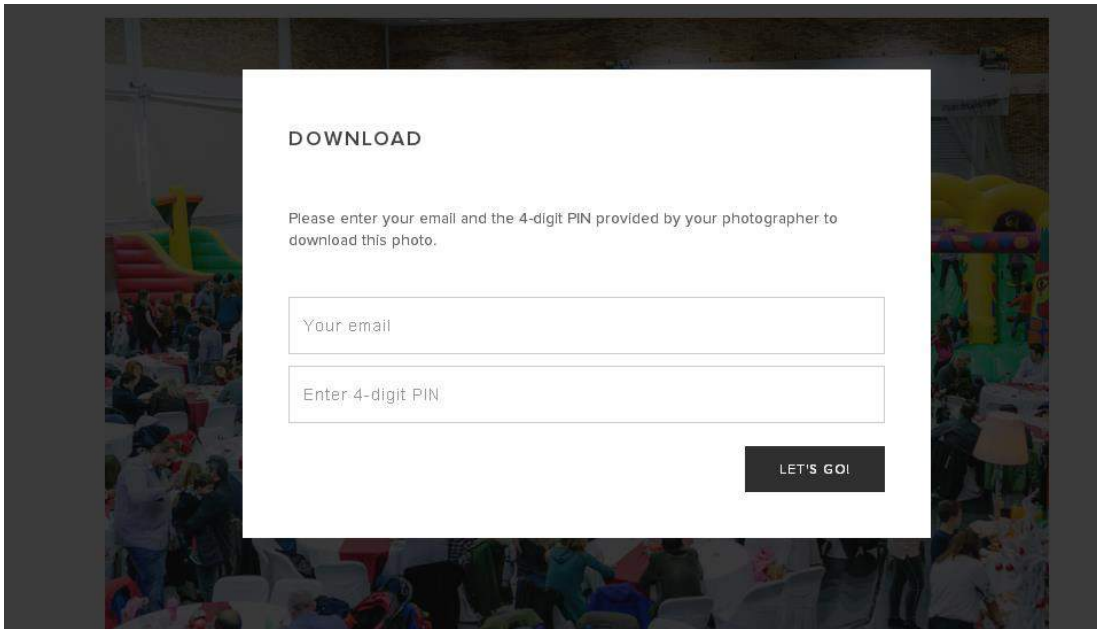 DOWNLOAD
Please enter your email and the 4-digit PIN provided by your photographer to
download this photo.
Your email
Enter 4-digit PIN
LET'S GO!